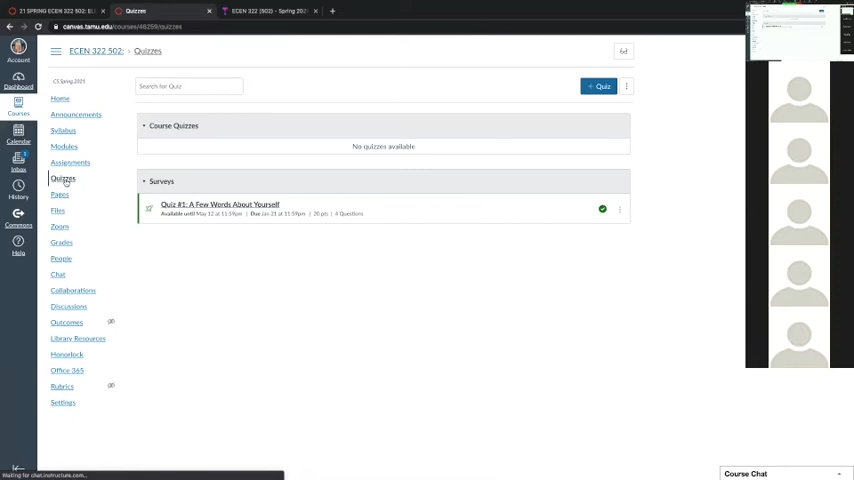 21 SPRING ECEN 322 502: EL
Quizzes
ECEN 322 (502) - Spring 202
canvas.tamu.edu/courses/48259/quizzes
Account
Dashboard
Courses
Calendar
Inbox
History
Commons
Help
ECEN 322 502: > Quizzes
CS.Spring.2021
Home
Announcements
Syllabus
Modules
Assignments
Quizzes
Pages
Files
Zoom
Grades
People
Chat
Collaborations
Discussions
Outcomes
Library Resources
Honorlock
Office 365
Rubrics
Settings
Search for Quiz
+ Quiz
Course Quizzes
No quizzes available
Surveys
Quiz #1: A Few Words About Yourself
Available until May 12 at 11:59pm | Due Jan 21 at 11:59pm | 20 pts | 4 Questions
Waiting for chat.instructure.com...
Course Chat